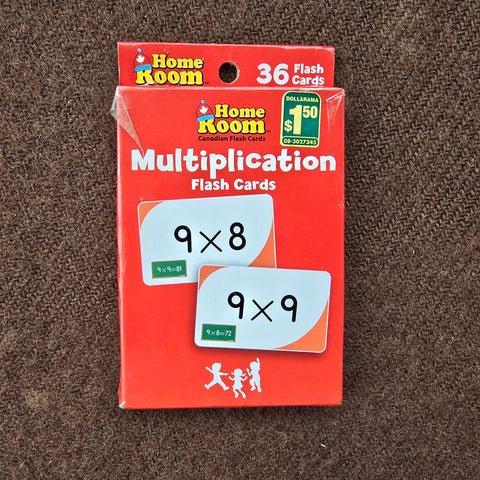 Home
Room
36 Flash
Cards
Home
Room™
Canadian Flash Cards
DOLLARAMA
$1.50
08-3027345
Multiplication
Flash Cards
9×8
9×9=81
9×9
9×8=72